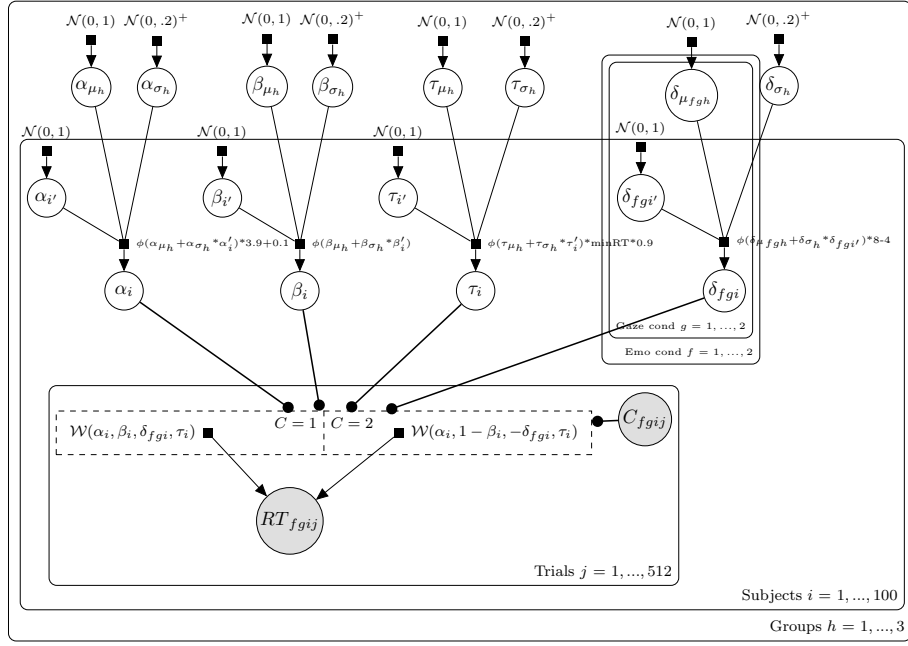 𝒩(0, 1) 𝒩(0, .2)⁺ 𝒩(0, 1) 𝒩(0, .2)⁺ 𝒩(0, 1) 𝒩(0, .2)⁺ 𝒩(0, 1) 𝒩(0, .2)⁺
α_{μ_h} α_{σ_h} β_{μ_h} β_{σ_h} τ_{μ_h} τ_{σ_h} δ_{μ_{fgh}} δ_{σ_h}
𝒩(0, 1) 𝒩(0, 1) 𝒩(0, 1) 𝒩(0, 1)
α_{i′} β_{i′} τ_{i′} δ_{fgi′}
ϕ(α_{μ_h}+α_{σ_h}*α′_i)*3.9+0.1 ϕ(β_{μ_h}+β_{σ_h}*β′_i) ϕ(τ_{μ_h}+τ_{σ_h}*τ′_i)*minRT*0.9 ϕ(δ_{μ_{fgh}}+δ_{σ_h}*δ_{fgi′})*8-4
α_i β_i τ_i δ_{fgi}
Gaze cond g = 1, ..., 2
Emo cond f = 1, ..., 2
C = 1 C = 2 C_{fgij}
𝒲(α_i, β_i, δ_{fgi}, τ_i) 𝒲(α_i, 1 − β_i, −δ_{fgi}, τ_i)
RT_{fgij}
Trials j = 1, ..., 512
Subjects i = 1, ..., 100
Groups h = 1, ..., 3